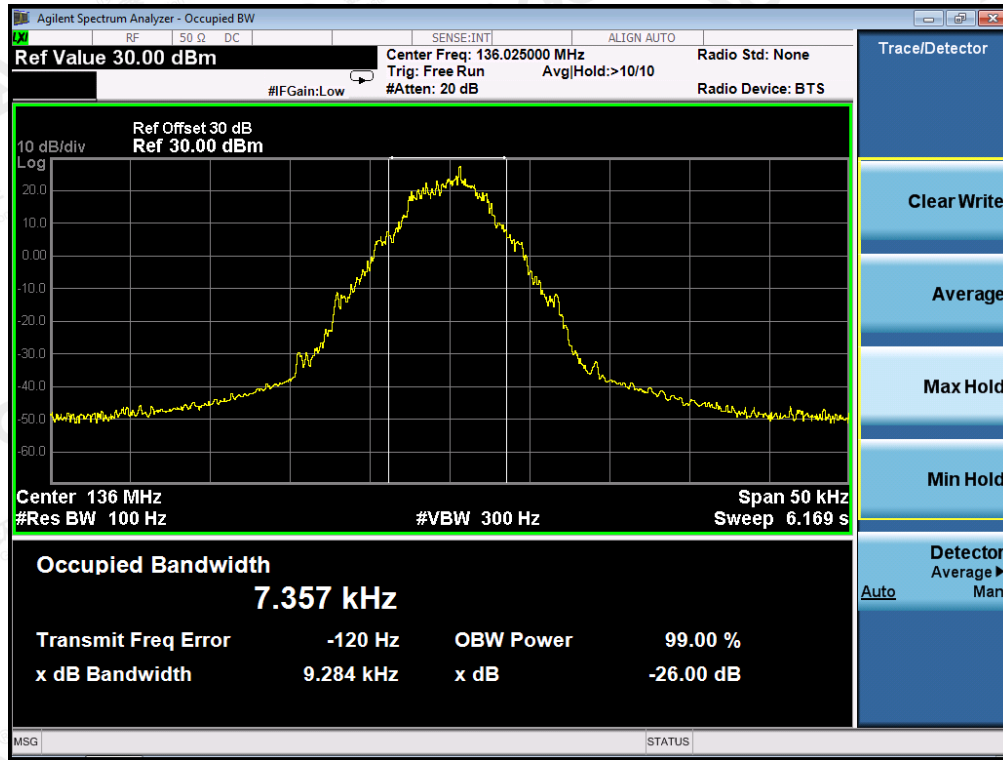 Agilent Spectrum Analyzer - Occupied BW
LXI RF 50 Ω DC SENSE:INT ALIGN AUTO
Ref Value 30.00 dBm
Center Freq: 136.025000 MHz
Radio Std: None
Trig: Free Run Avg|Hold:>10/10
#IFGain:Low
#Atten: 20 dB
Radio Device: BTS
Trace/Detector
Ref Offset 30 dB
10 dB/div Ref 30.00 dBm
Log
20.0
10.0
0.00
-10.0
-20.0
-30.0
-40.0
-50.0
-60.0
Center 136 MHz
Span 50 kHz
#Res BW 100 Hz
#VBW 300 Hz
Sweep 6.169 s
Occupied Bandwidth
7.357 kHz
Transmit Freq Error -120 Hz OBW Power 99.00 %
x dB Bandwidth 9.284 kHz x dB -26.00 dB
Clear Write
Average
Max Hold
Min Hold
Detector
Average
Auto Man
MSG STATUS